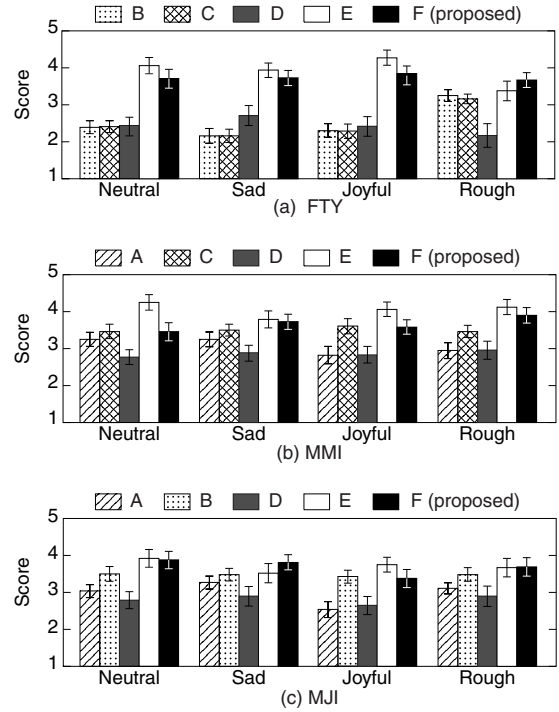 B C D E F (proposed)
5
4
3
2
1
Score
Neutral Sad Joyful Rough
(a) FTY
A C D E F (proposed)
5
4
3
2
1
Score
Neutral Sad Joyful Rough
(b) MMI
A B D E F (proposed)
5
4
3
2
1
Score
Neutral Sad Joyful Rough
(c) MJI